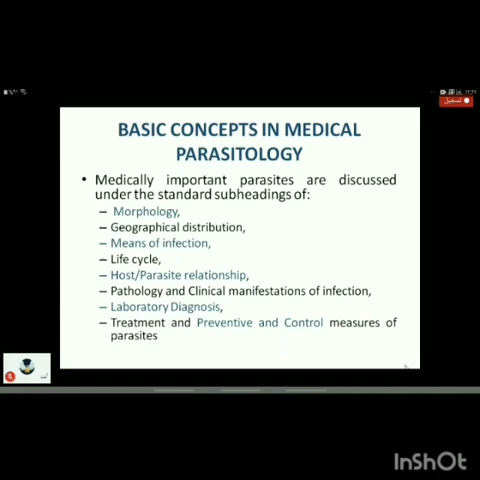 تسجيل
BASIC CONCEPTS IN MEDICAL
PARASITOLOGY
• Medically important parasites are discussed
under the standard subheadings of:
– Morphology,
– Geographical distribution,
– Means of infection,
– Life cycle,
– Host/Parasite relationship,
– Pathology and Clinical manifestations of infection,
– Laboratory Diagnosis,
– Treatment and Preventive and Control measures of
parasites
InShOt